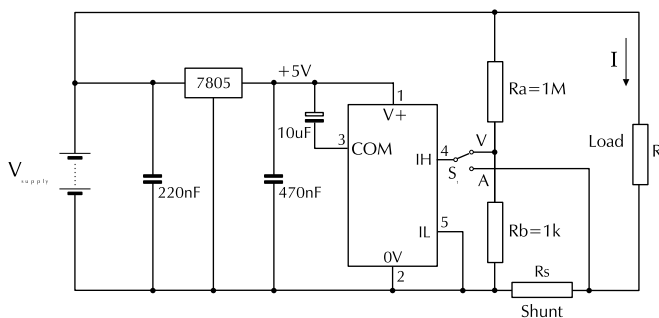 I
7805
+5V
1
V+
Ra=1M
10uF
3
COM
IH
4
V
S
A
Load
R
V
supply
220nF
470nF
IL
5
Rb=1k
0V
2
Rs
Shunt